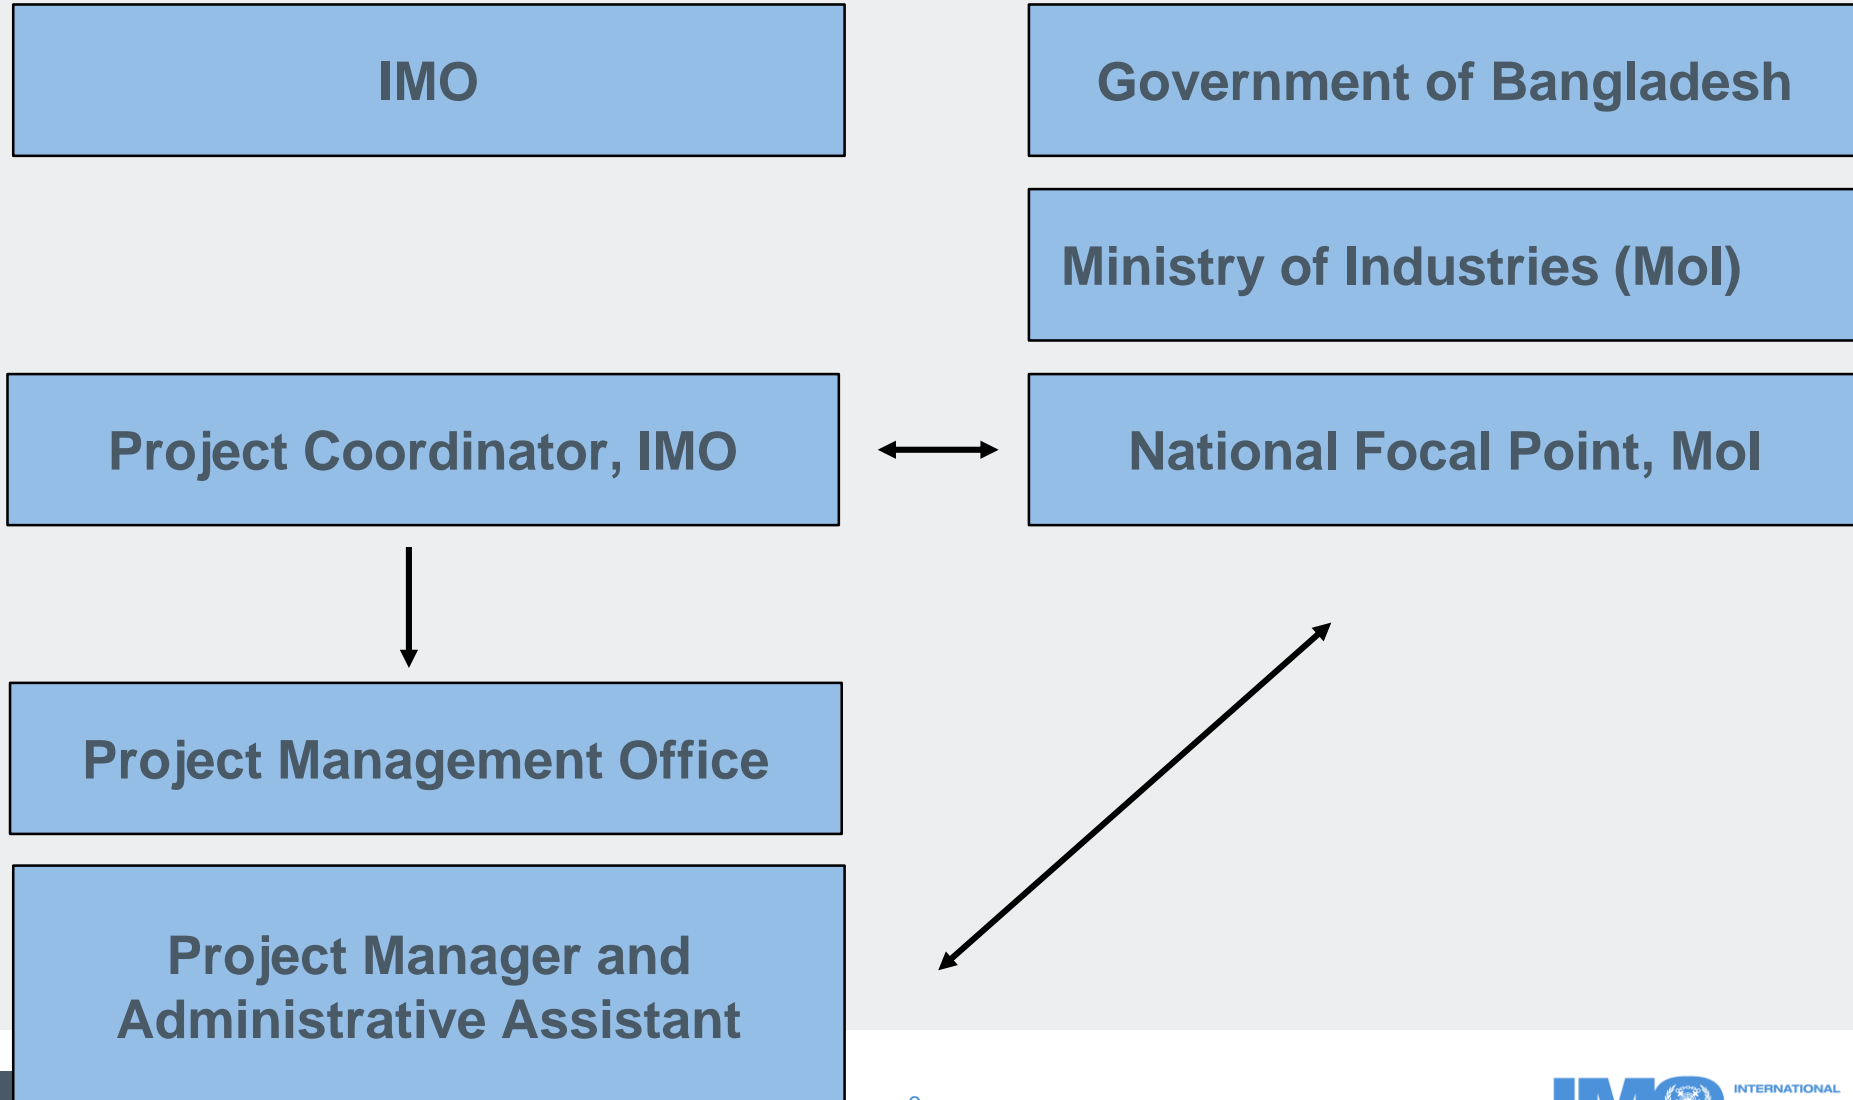 IMO
Government of Bangladesh
Ministry of Industries (MoI)
Project Coordinator, IMO
National Focal Point, MoI
Project Management Office
Project Manager and
Administrative Assistant
IMO
INTERNATIONAL